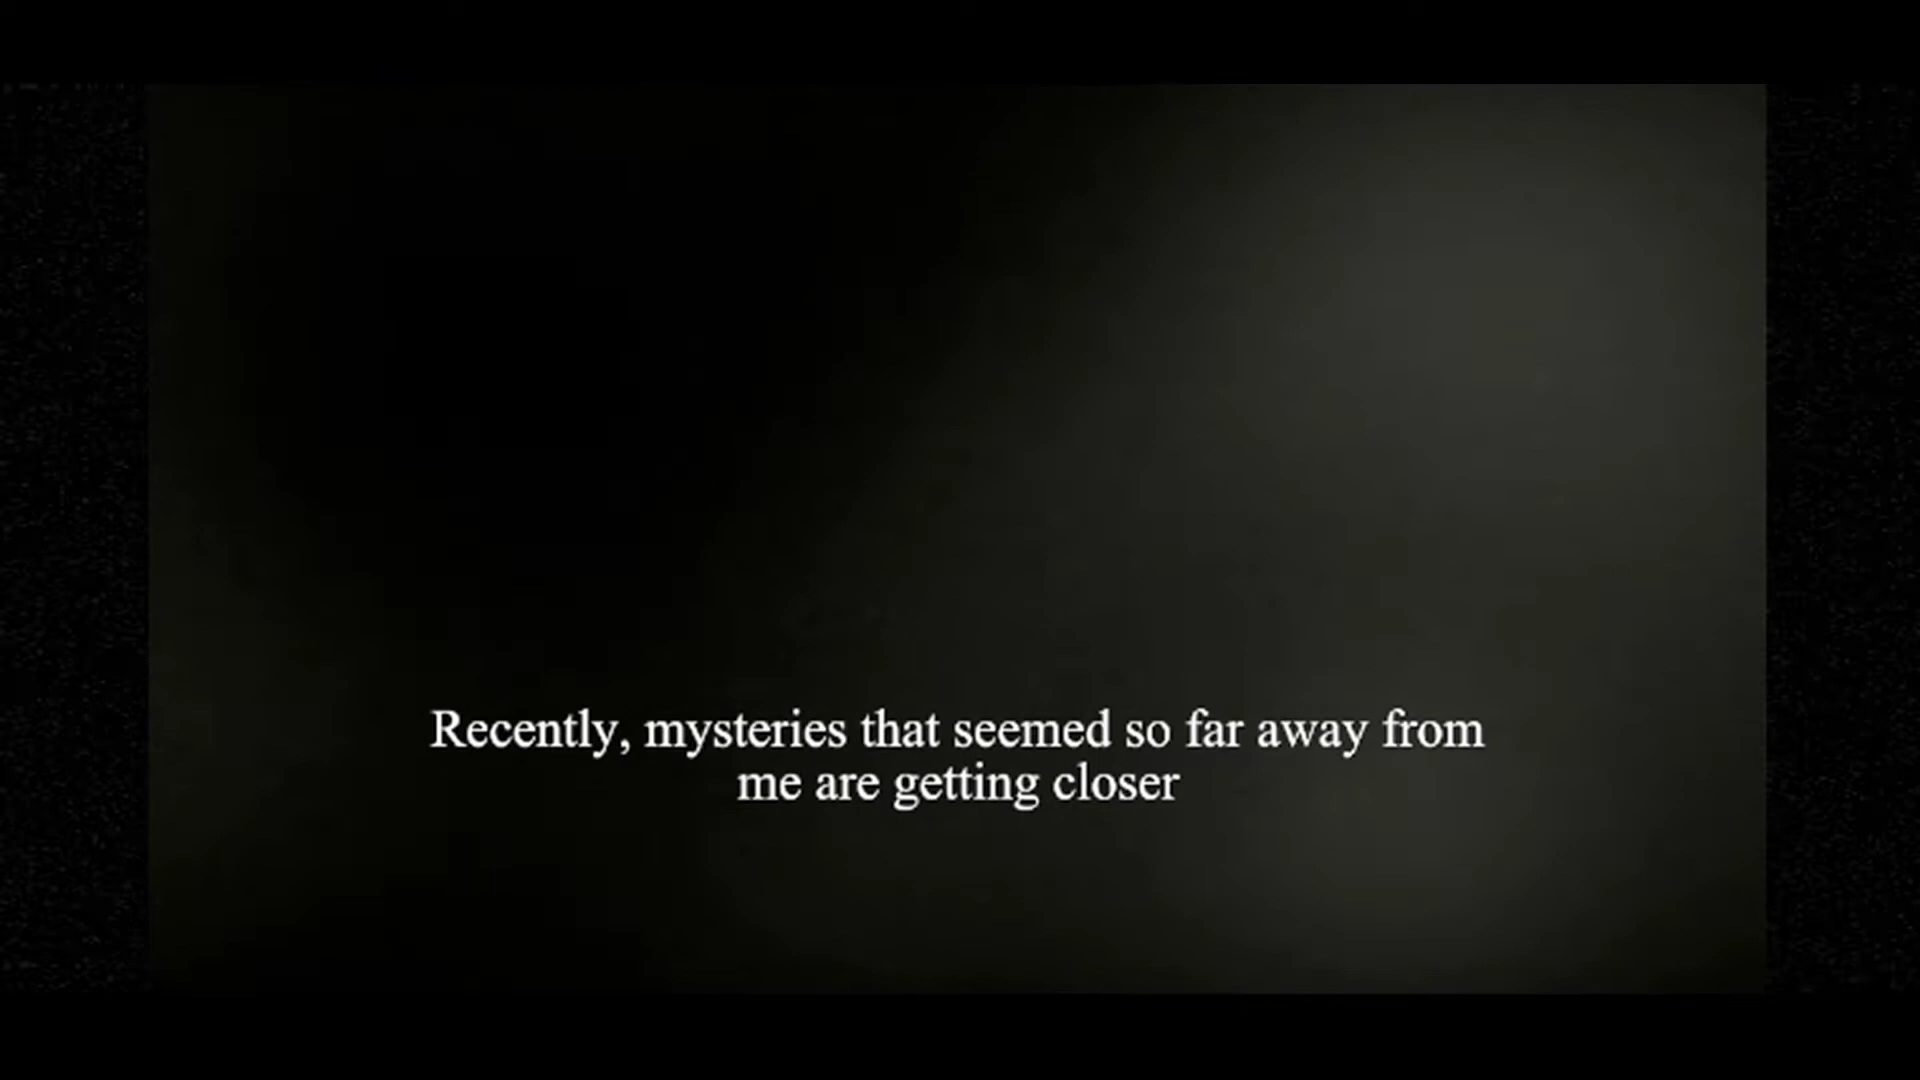 Recently, mysteries that seemed so far away from
me are getting closer